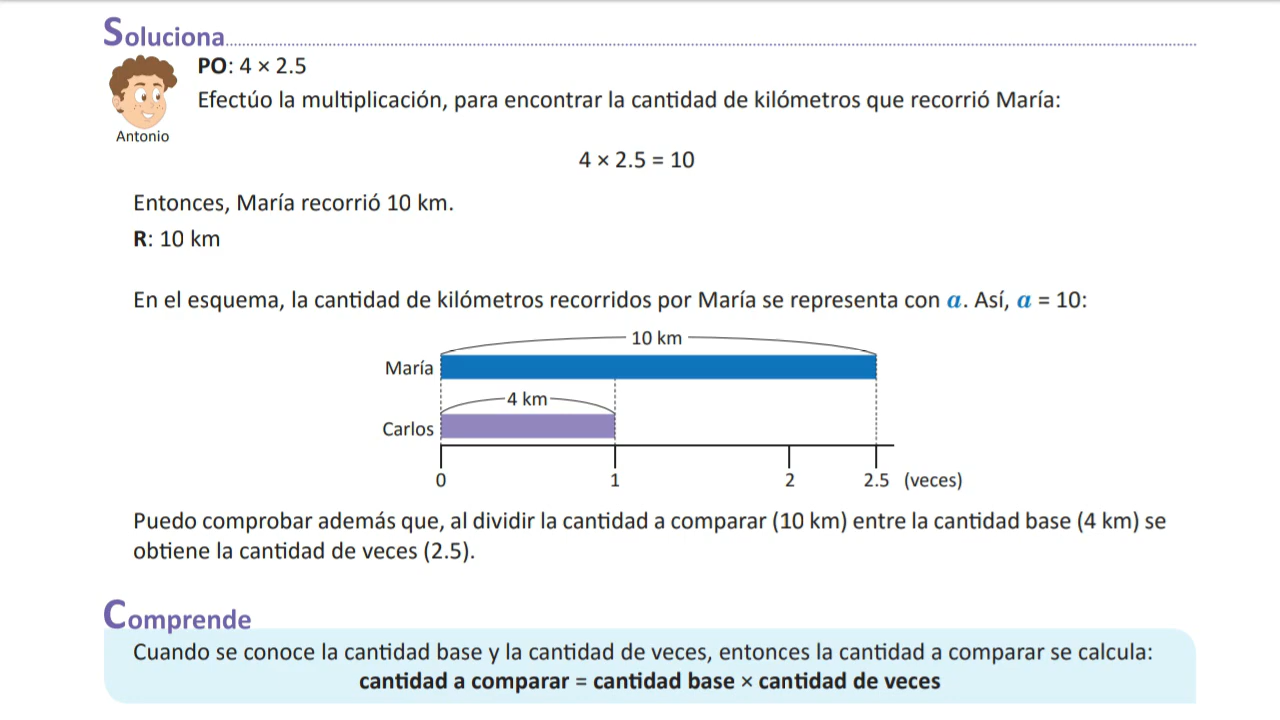 Soluciona
PO: 4 × 2.5
Efectúo la multiplicación, para encontrar la cantidad de kilómetros que recorrió María:
Antonio
4 × 2.5 = 10
Entonces, María recorrió 10 km.
R: 10 km
En el esquema, la cantidad de kilómetros recorridos por María se representa con a. Así, a = 10:
10 km
María
4 km
Carlos
0 1 2 2.5 (veces)
Puedo comprobar además que, al dividir la cantidad a comparar (10 km) entre la cantidad base (4 km) se
obtiene la cantidad de veces (2.5).
Comprende
Cuando se conoce la cantidad base y la cantidad de veces, entonces la cantidad a comparar se calcula:
cantidad a comparar = cantidad base × cantidad de veces